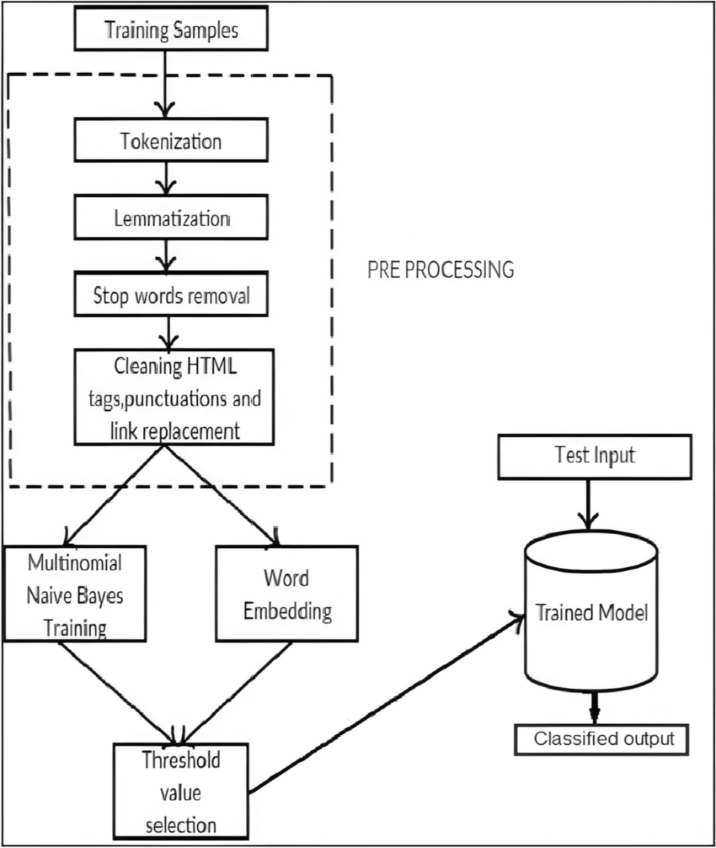 Training Samples
Tokenization
Lemmatization
Stop words removal
Cleaning HTML
tags,punctuations and
link replacement
PRE PROCESSING
Multinomial
Naive Bayes
Training
Word
Embedding
Threshold
value
selection
Test Input
Trained Model
Classified output